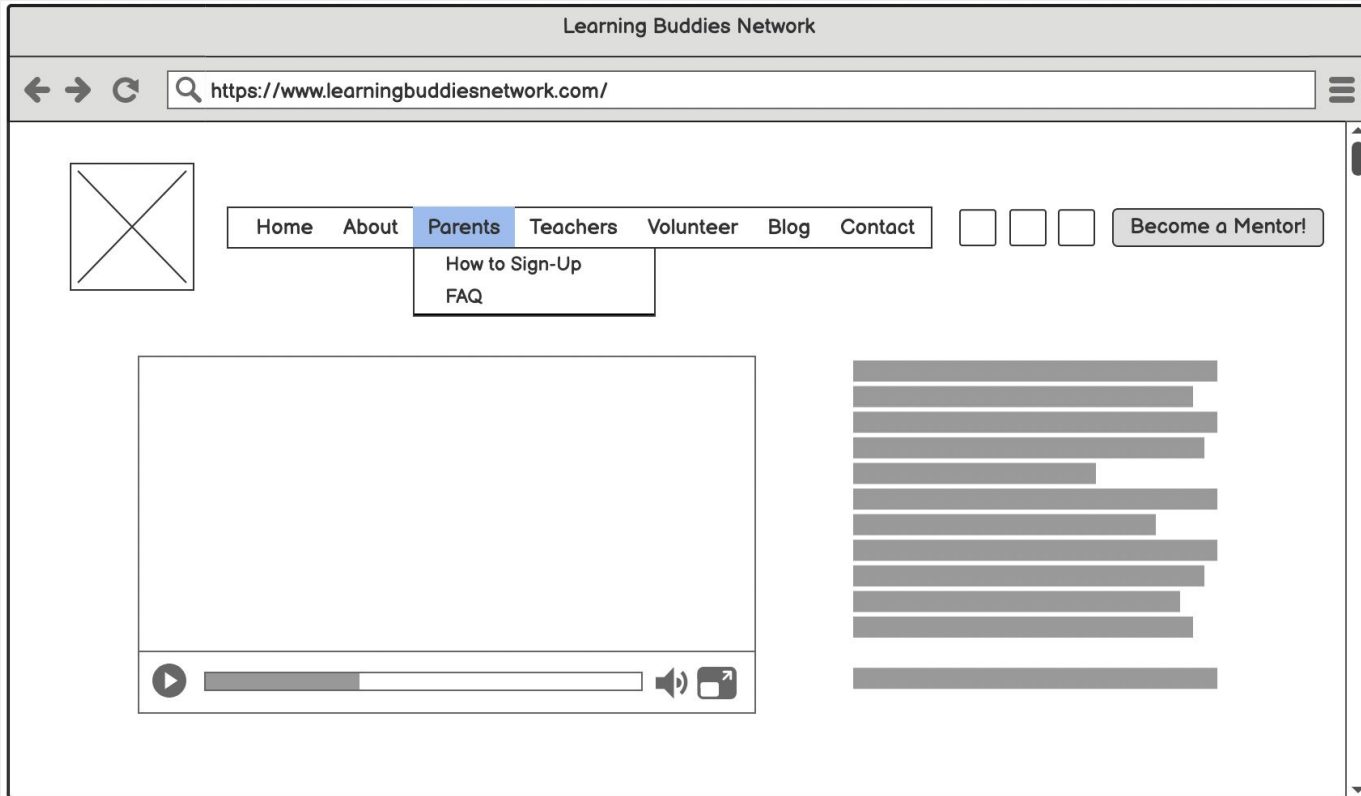 Learning Buddies Network
https://www.learningbuddiesnetwork.com/
Home About Parents Teachers Volunteer Blog Contact Become a Mentor!
How to Sign-Up
FAQ